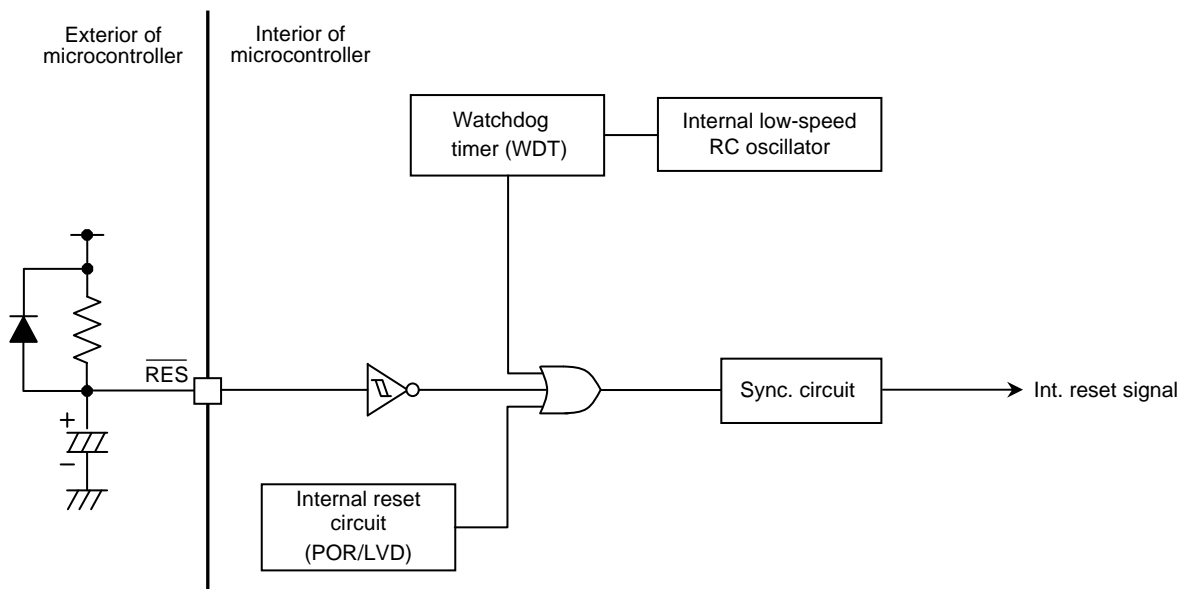 Exterior of
microcontroller
Interior of
microcontroller
Watchdog
timer (WDT)
Internal low-speed
RC oscillator
RES
Sync. circuit
Int. reset signal
+
−
Internal reset
circuit
(POR/LVD)